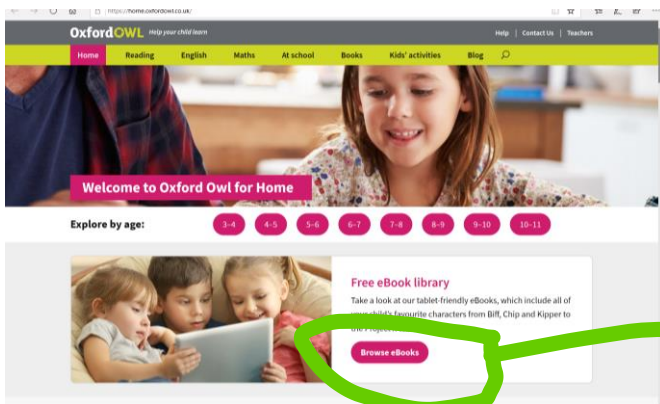 https://home.oxfordowl.co.uk/
OxfordOWL Help your child learn
Help | Contact Us | Teachers
Home Reading English Maths At school Books Kids' activities Blog
Welcome to Oxford Owl for Home
Explore by age: 3-4 4-5 5-6 6-7 7-8 8-9 9-10 10-11
Free eBook library
Take a look at our tablet-friendly eBooks, which include all of
your child's favourite characters from Biff, Chip and Kipper to
the
Browse eBooks